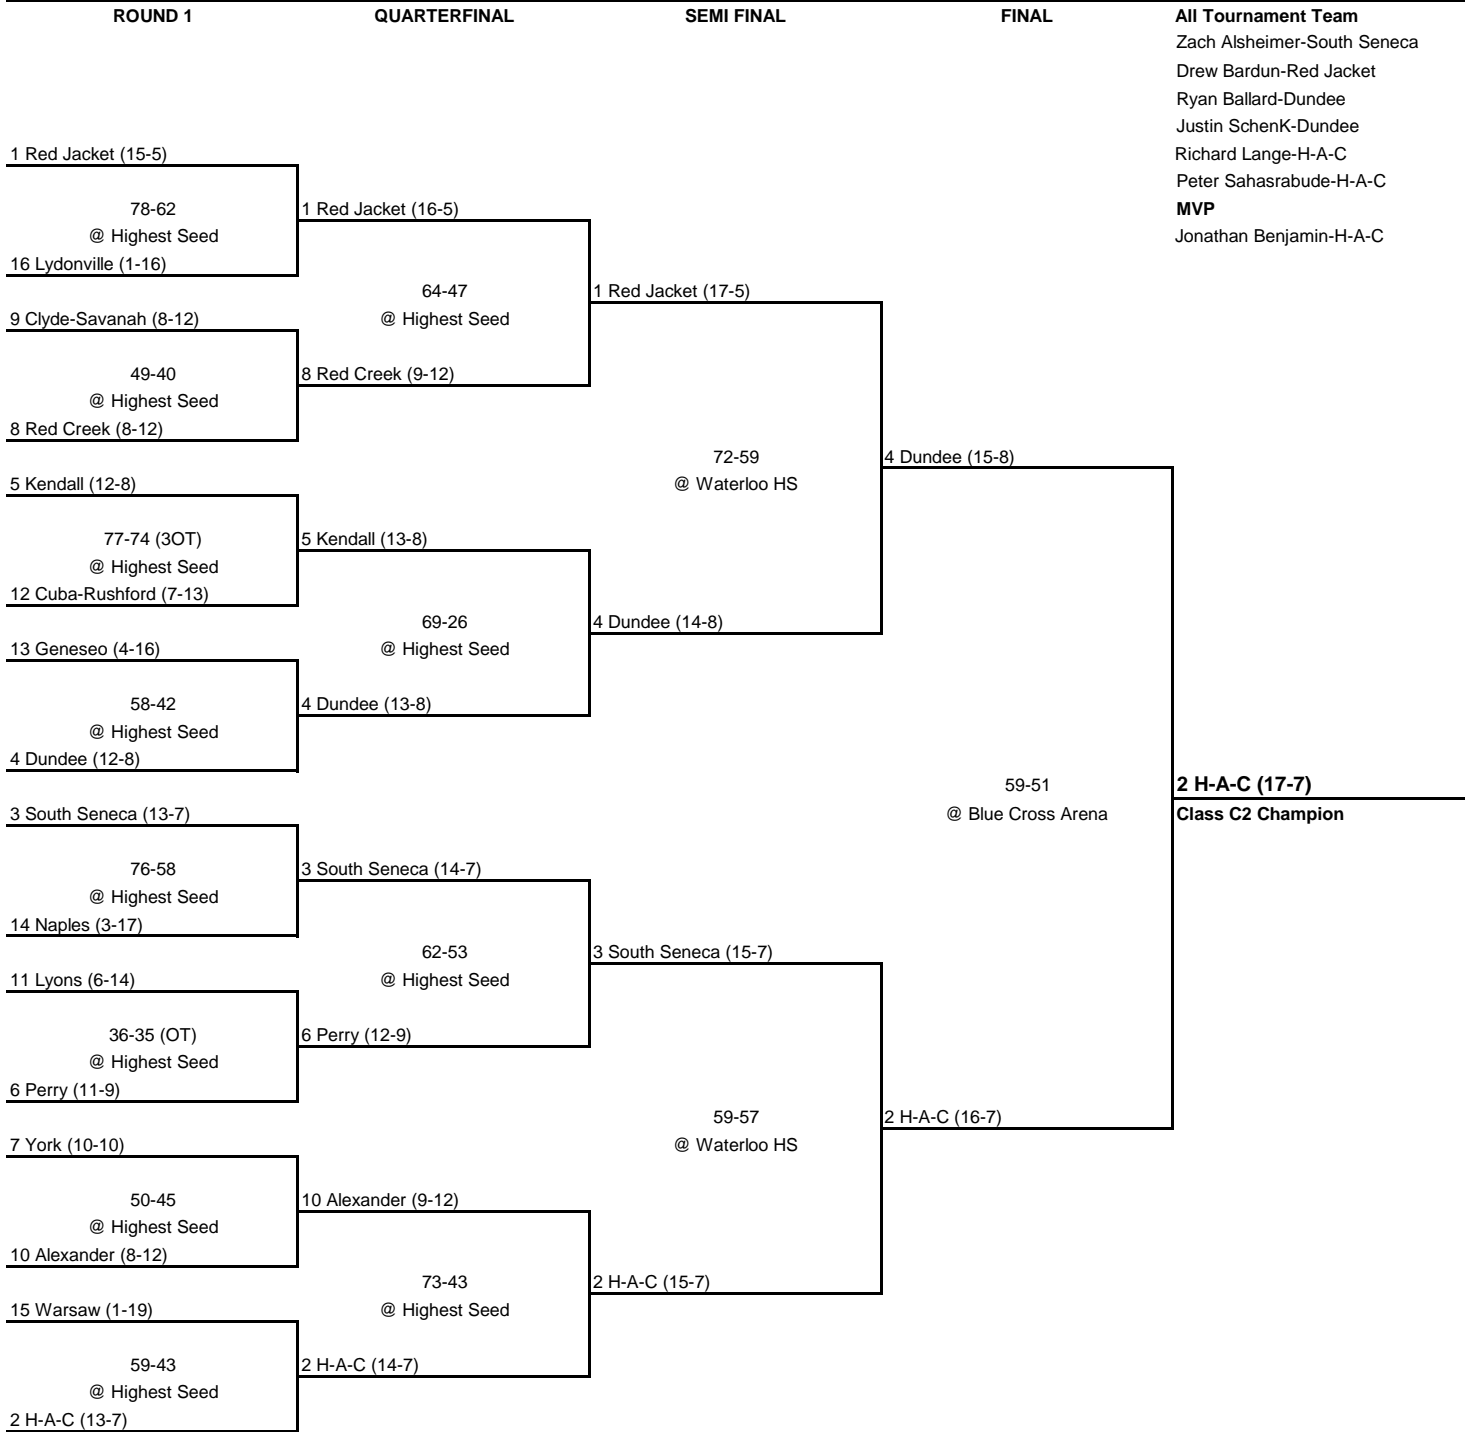 ROUND 1 QUARTERFINAL SEMI FINAL FINAL All Tournament Team
Zach Alsheimer-South Seneca
Drew Bardun-Red Jacket
Ryan Ballard-Dundee
Justin SchenK-Dundee
Richard Lange-H-A-C
Peter Sahasrabude-H-A-C
MVP
Jonathan Benjamin-H-A-C
1 Red Jacket (15-5)
78-62
@ Highest Seed
16 Lydonville (1-16)
9 Clyde-Savanah (8-12)
49-40
@ Highest Seed
8 Red Creek (8-12)
5 Kendall (12-8)
77-74 (3OT)
@ Highest Seed
12 Cuba-Rushford (7-13)
13 Geneseo (4-16)
58-42
@ Highest Seed
4 Dundee (12-8)
3 South Seneca (13-7)
76-58
@ Highest Seed
14 Naples (3-17)
11 Lyons (6-14)
36-35 (OT)
@ Highest Seed
6 Perry (11-9)
7 York (10-10)
50-45
@ Highest Seed
10 Alexander (8-12)
15 Warsaw (1-19)
59-43
@ Highest Seed
2 H-A-C (13-7)
1 Red Jacket (16-5)
64-47
@ Highest Seed
8 Red Creek (9-12)
5 Kendall (13-8)
69-26
@ Highest Seed
4 Dundee (13-8)
3 South Seneca (14-7)
62-53
@ Highest Seed
6 Perry (12-9)
10 Alexander (9-12)
73-43
@ Highest Seed
2 H-A-C (14-7)
1 Red Jacket (17-5)
72-59
@ Waterloo HS
4 Dundee (14-8)
3 South Seneca (15-7)
59-57
@ Waterloo HS
2 H-A-C (15-7)
4 Dundee (15-8)
59-51
@ Blue Cross Arena
2 H-A-C (16-7)
2 H-A-C (17-7)
Class C2 Champion